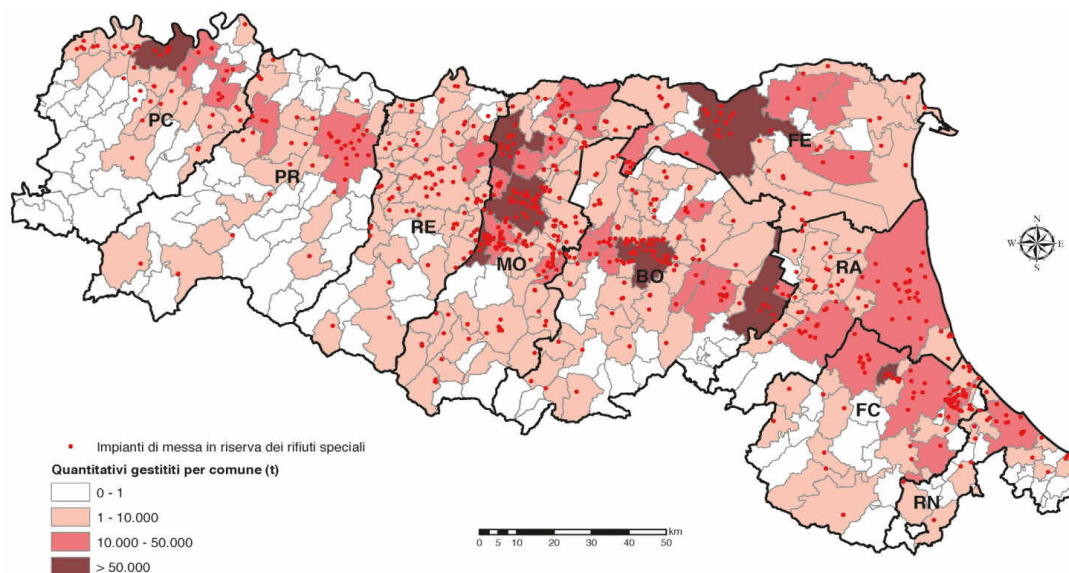 PC
PR
RE
MO
BO
FE
RA
FC
RN
N
W E
S
Impianti di messa in riserva dei rifiuti speciali
Quantitativi gestititi per comune (t)
0 - 1
1 - 10.000
10.000 - 50.000
> 50.000
km
0 5 10 20 30 40 50